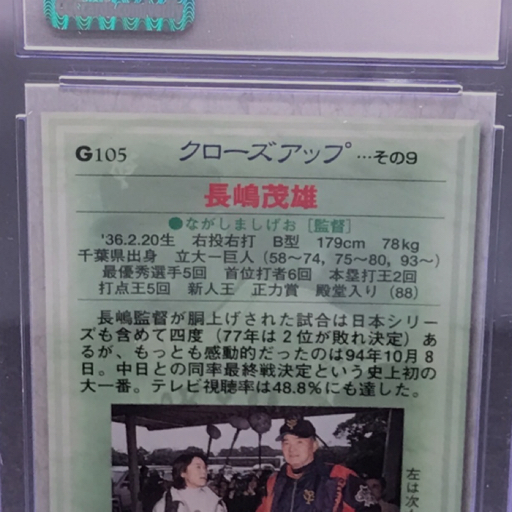 G105 クローズアップ …その9
長嶋茂雄
●ながしましげお [監督]
'36.2.20生 右投右打 B型 179cm 78kg
千葉県出身 立大ー巨人 (58〜74, 75〜80, 93〜)
最優秀選手5回 首位打者6回 本塁打王2回
打点王5回 新人王 正力賞 殿堂入り (88)
長嶋監督が胴上げされた試合は日本シリー
ズも含めて四度 (77年は2位が敗れ決定) あ
るが、もっとも感動的だったのは94年10月8
日。中日との同率最終戦決定という史上初の
大一番。テレビ視聴率は48.8%にも達した。
左は次